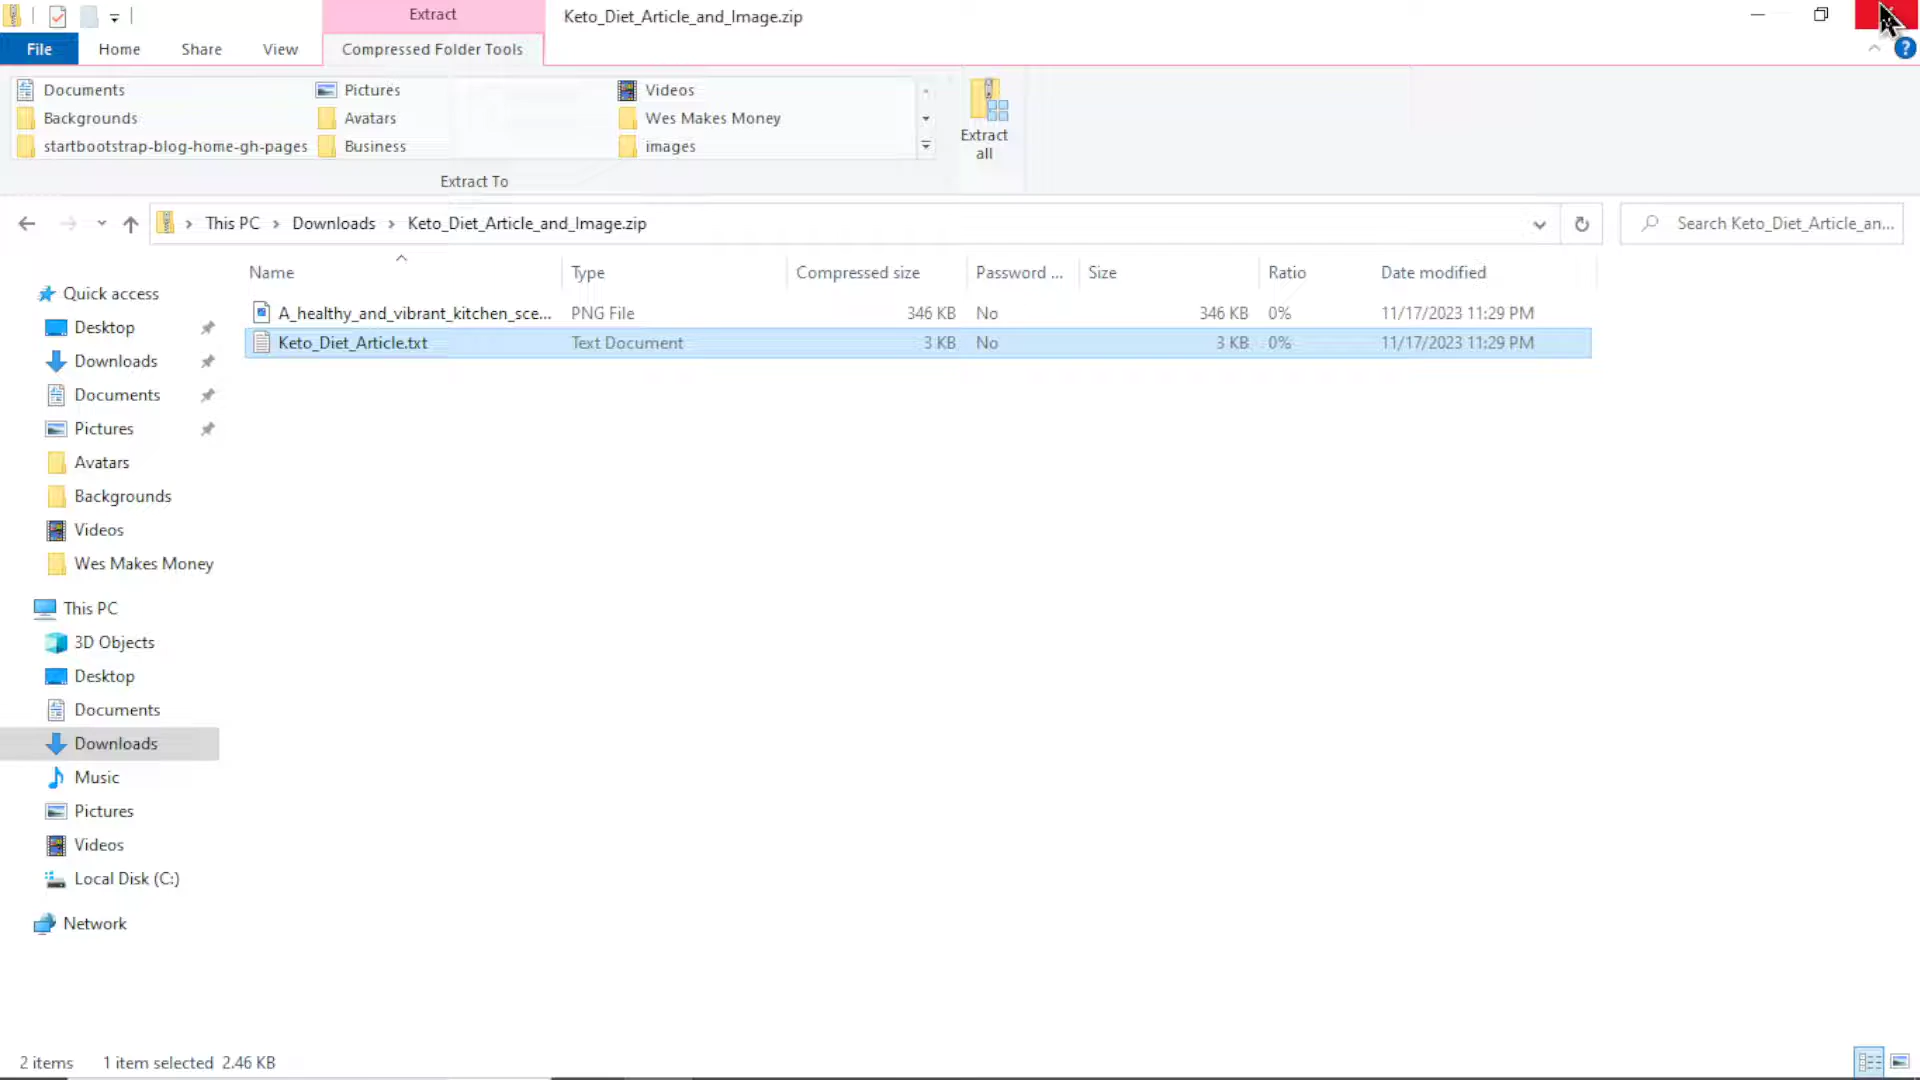 Extract
Keto_Diet_Article_and_Image.zip
File
Home
Share
View
Compressed Folder Tools
Documents
Pictures
Videos
Backgrounds
Avatars
Wes Makes Money
startbootstrap-blog-home-gh-pages
Business
images
Extract all
Extract To
This PC
Downloads
Keto_Diet_Article_and_Image.zip
Search Keto_Diet_Article_an...
Name
Type
Compressed size
Password ...
Size
Ratio
Date modified
A_healthy_and_vibrant_kitchen_sce...
PNG File
346 KB
No
346 KB
0%
11/17/2023 11:29 PM
Keto_Diet_Article.txt
Text Document
3 KB
No
3 KB
0%
11/17/2023 11:29 PM
Quick access
Desktop
Downloads
Documents
Pictures
Avatars
Backgrounds
Videos
Wes Makes Money
This PC
3D Objects
Desktop
Documents
Downloads
Music
Pictures
Videos
Local Disk (C:)
Network
2 items
1 item selected 2.46 KB